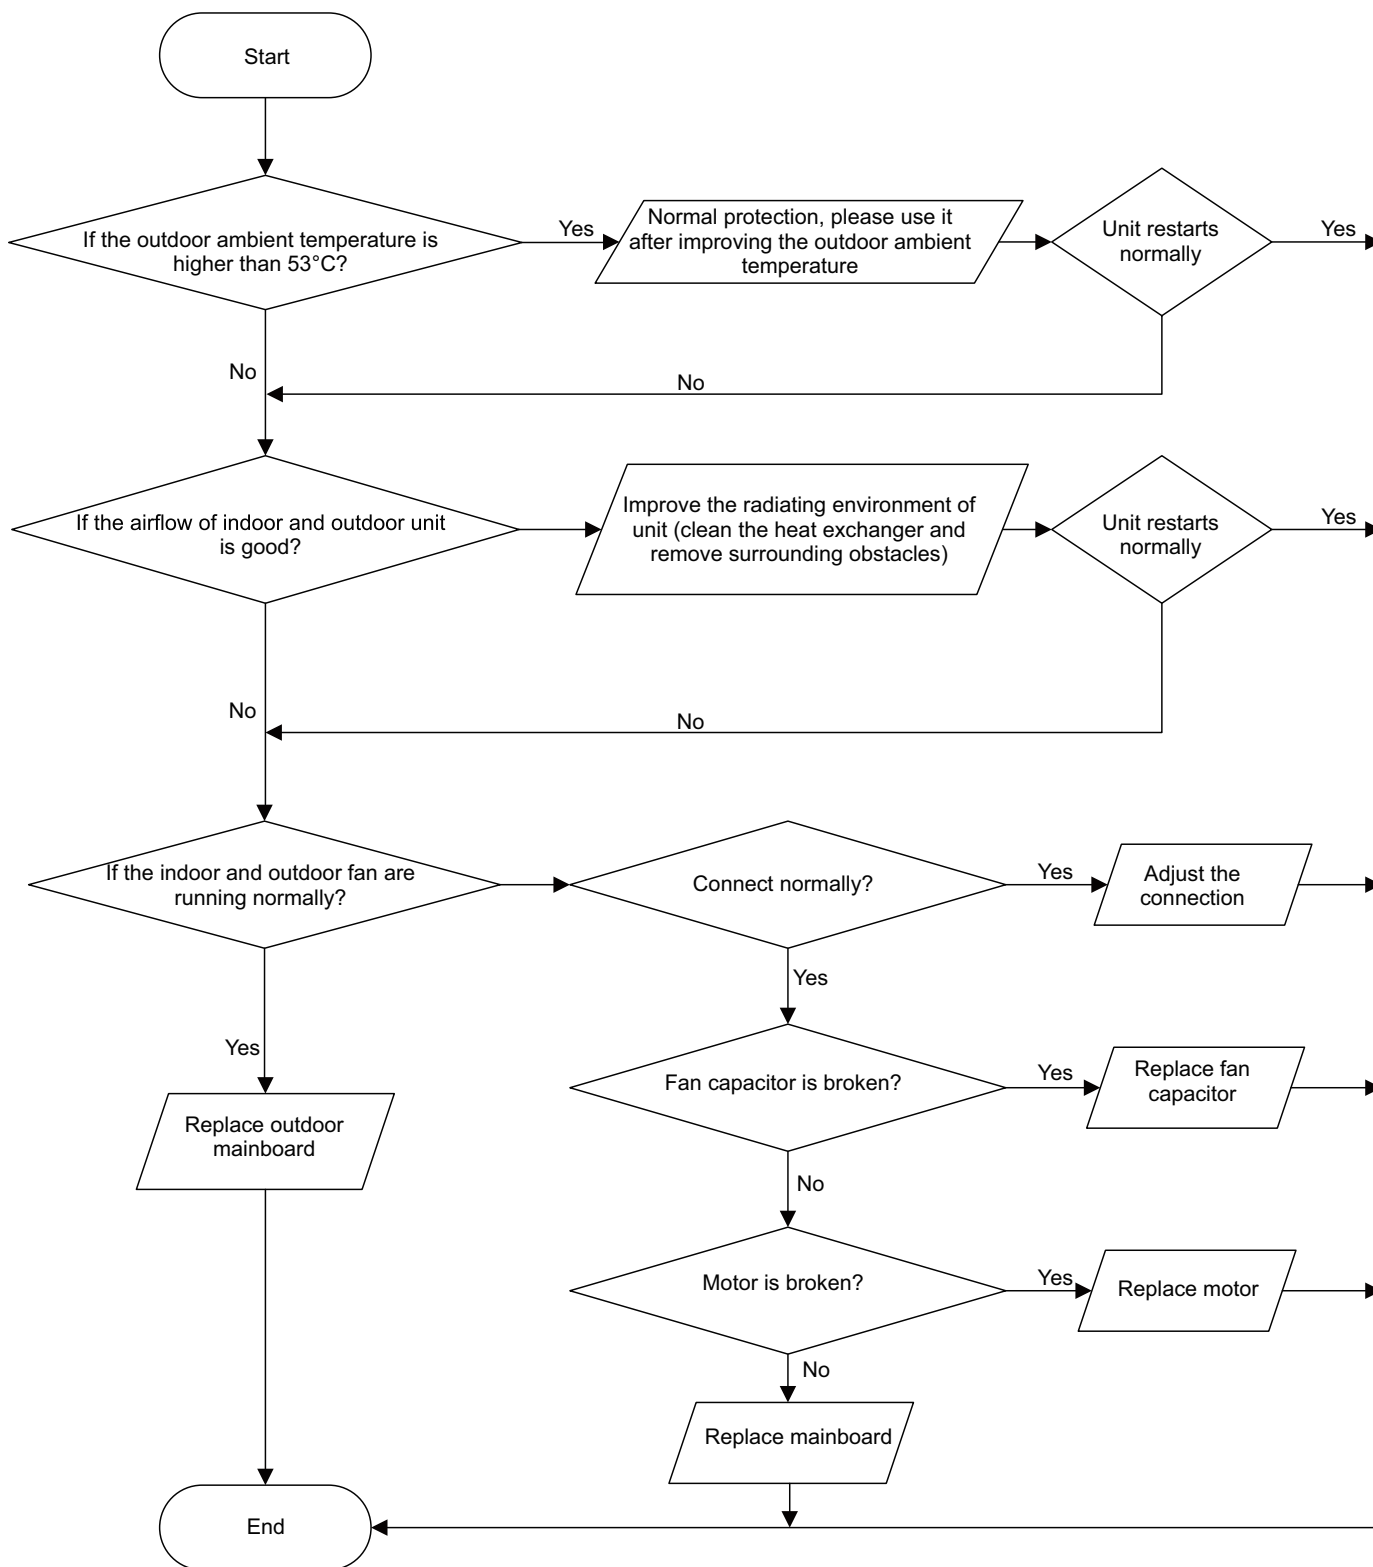 Start
If the outdoor ambient temperature is
higher than 53°C?
Yes
Normal protection, please use it
after improving the outdoor ambient
temperature
Unit restarts
normally
Yes
No
No
If the airflow of indoor and outdoor unit
is good?
Improve the radiating environment of
unit (clean the heat exchanger and
remove surrounding obstacles)
Unit restarts
normally
Yes
No
No
If the indoor and outdoor fan are
running normally?
Connect normally?
Yes
Adjust the
connection
Yes
Yes
Replace outdoor
mainboard
Fan capacitor is broken?
Yes
Replace fan
capacitor
No
Motor is broken?
Yes
Replace motor
No
Replace mainboard
End